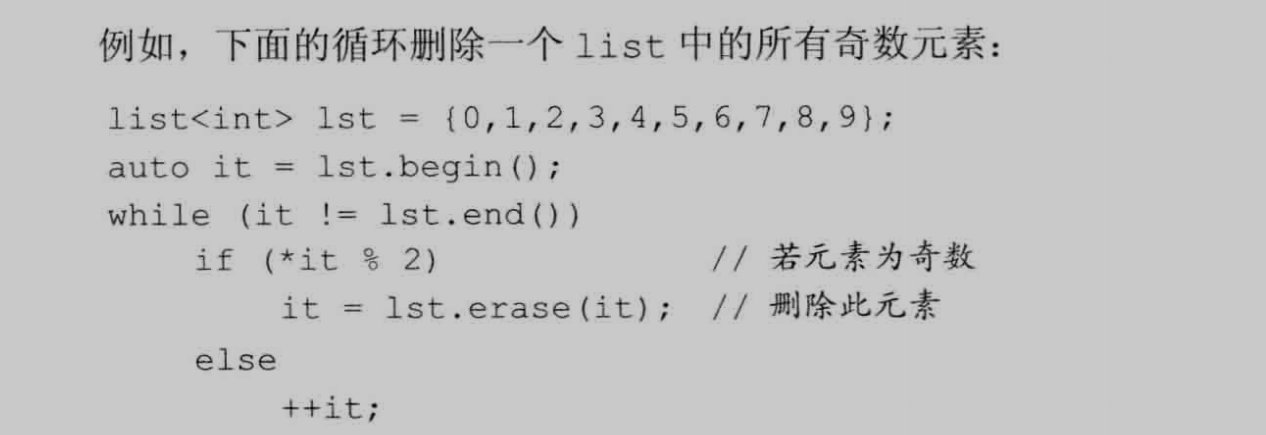 例如，下面的循环删除一个 list 中的所有奇数元素：
list<int> lst = {0,1,2,3,4,5,6,7,8,9};
auto it = lst.begin();
while (it != lst.end())
    if (*it % 2)                // 若元素为奇数
        it = lst.erase(it);  // 删除此元素
    else
        ++it;